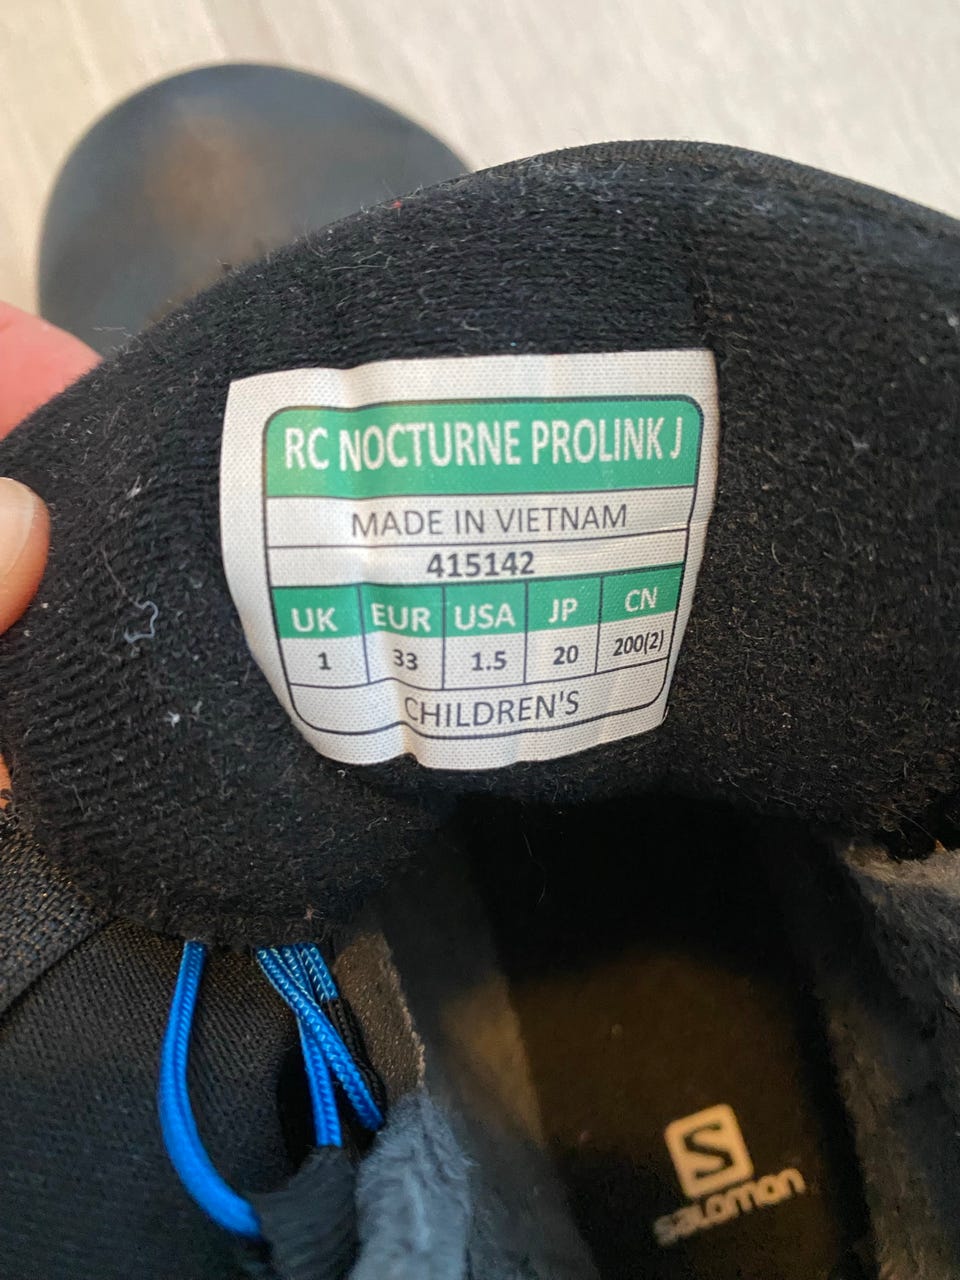 RC NOCTURNE PROLINK J
MADE IN VIETNAM
415142
UK EUR USA JP CN
1 33 1.5 20 200(2)
CHILDREN'S
S
salomon